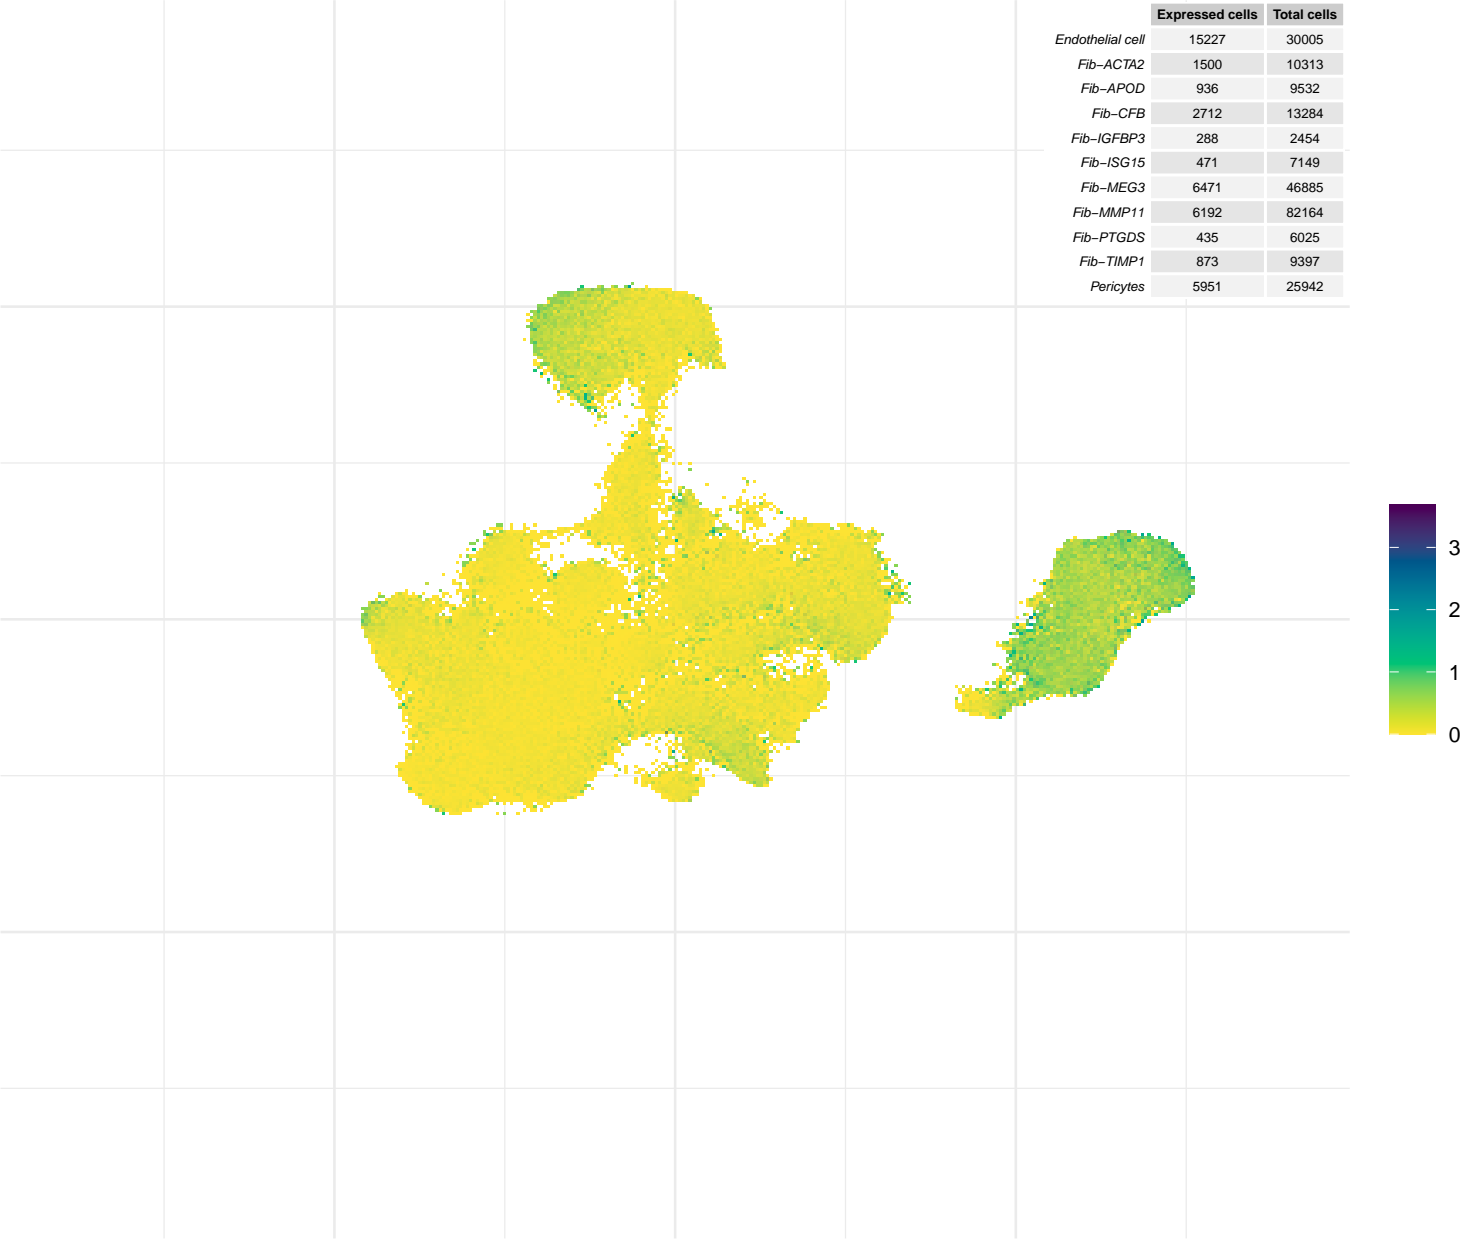 Expressed cells Total cells
Endothelial cell 15227 30005
Fib−ACTA2 1500 10313
Fib−APOD 936 9532
Fib−CFB 2712 13284
Fib−IGFBP3 288 2454
Fib−ISG15 471 7149
Fib−MEG3 6471 46885
Fib−MMP11 6192 82164
Fib−PTGDS 435 6025
Fib−TIMP1 873 9397
Pericytes 5951 25942
3
2
1
0